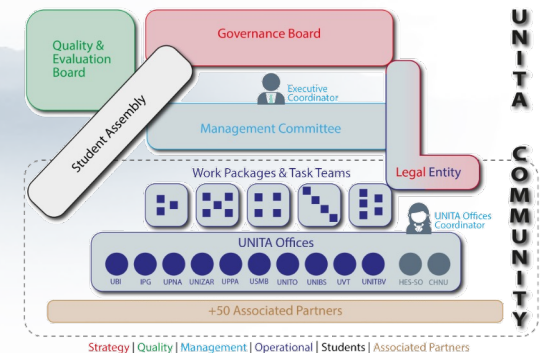 Quality &
Evaluation
Board
Governance Board
Student Assembly
Executive
Coordinator
Management Committee
Legal Entity
Work Packages & Task Teams
UNITA Offices
Coordinator
UNITA Offices
UBI IPG UPNA UNIZAR UPPA USMB UNITO UNIBS UVT UNITBV HES-SO CHNU
+50 Associated Partners
UNITA COMMUNITY
Strategy | Quality | Management | Operational | Students | Associated Partners